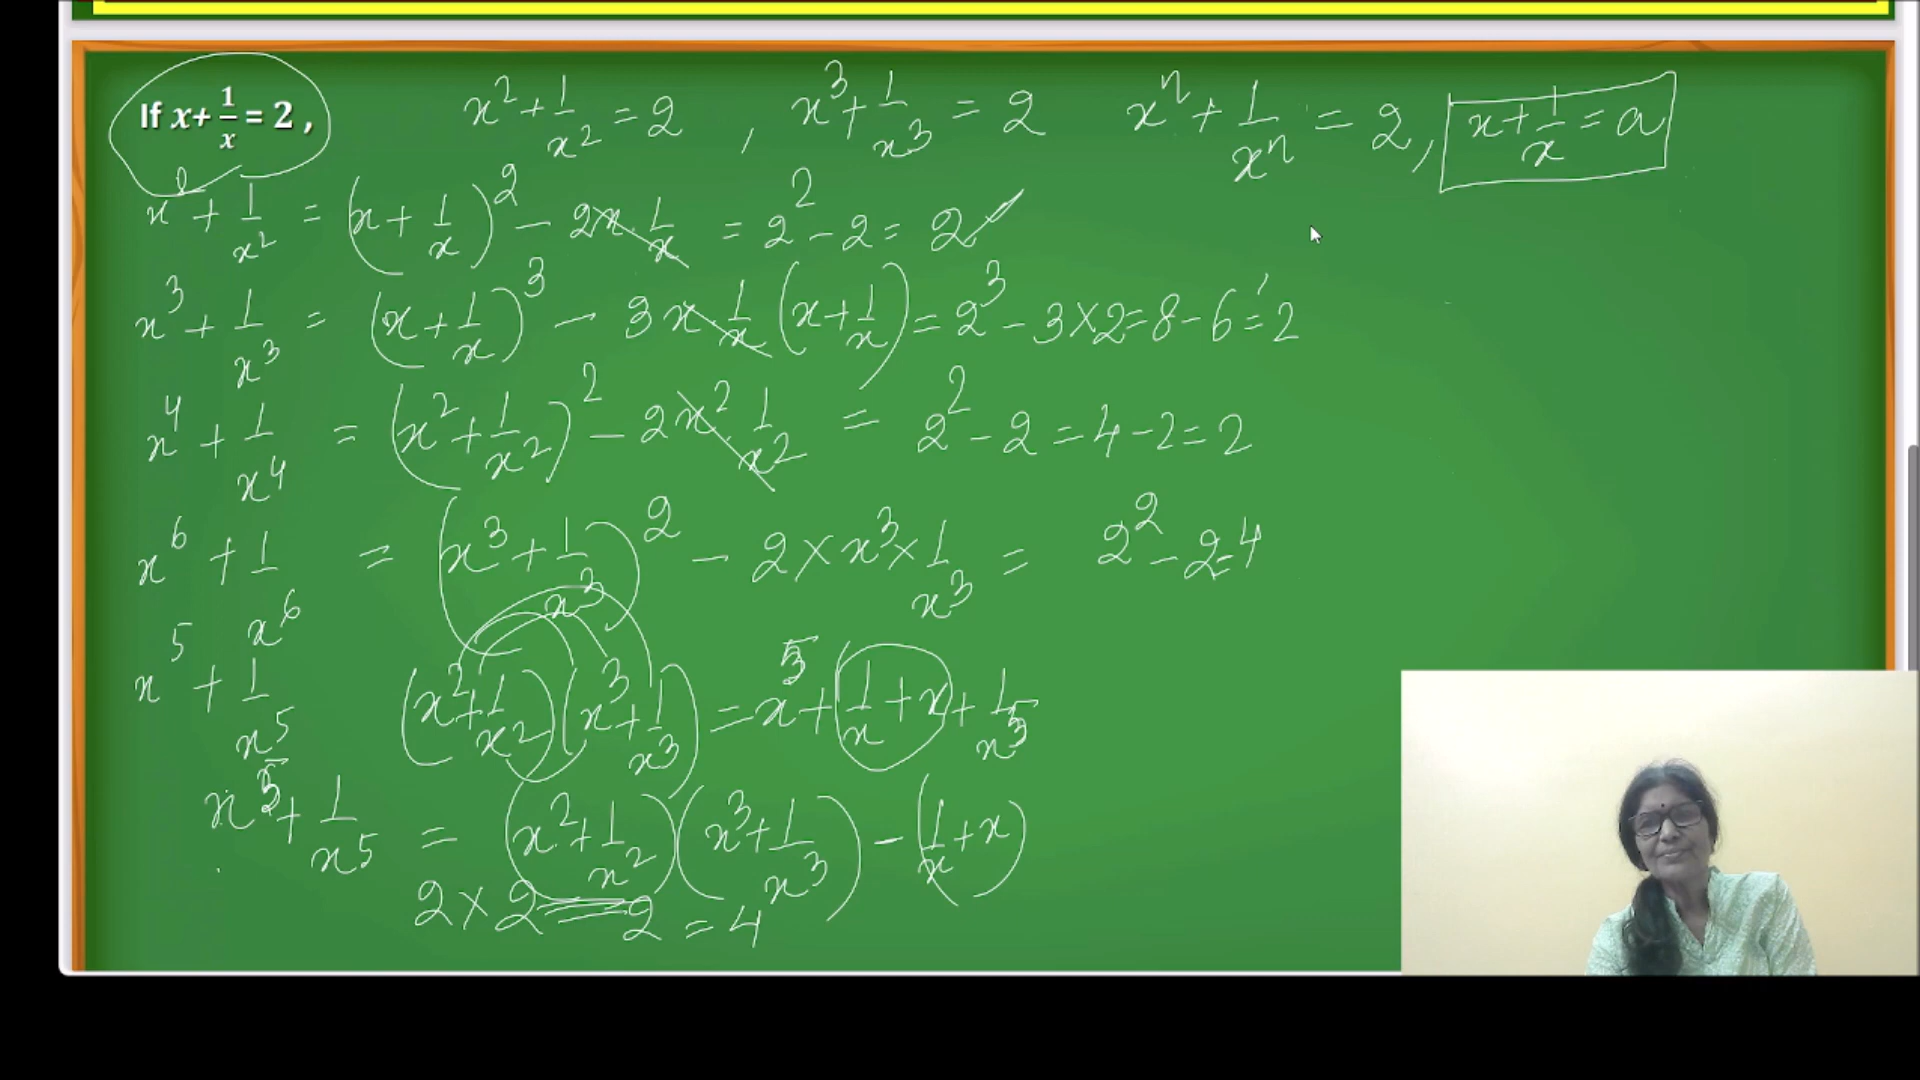 If x + 1/x = 2 , x² + 1/x² = 2 , x³ + 1/x³ = 2 xⁿ + 1/xⁿ = 2, x + 1/x = a
x² + 1/x² = (x + 1/x)² - 2x · 1/x = 2² - 2 = 2
x³ + 1/x³ = (x + 1/x)³ - 3x · 1/x (x + 1/x) = 2³ - 3 × 2 = 8 - 6 = 2
x⁴ + 1/x⁴ = (x² + 1/x²)² - 2x² · 1/x² = 2² - 2 = 4 - 2 = 2
x⁶ + 1/x⁶ = (x³ + 1/x³)² - 2 × x³ × 1/x³ = 2² - 2 = 4
x⁵ + 1/x⁵ (x² + 1/x²)(x³ + 1/x³) = x⁵ + 1/x + x + 1/x⁵
x⁵ + 1/x⁵ = (x² + 1/x²)(x³ + 1/x³) - (1/x + x)
2 × 2 - 2 = 4